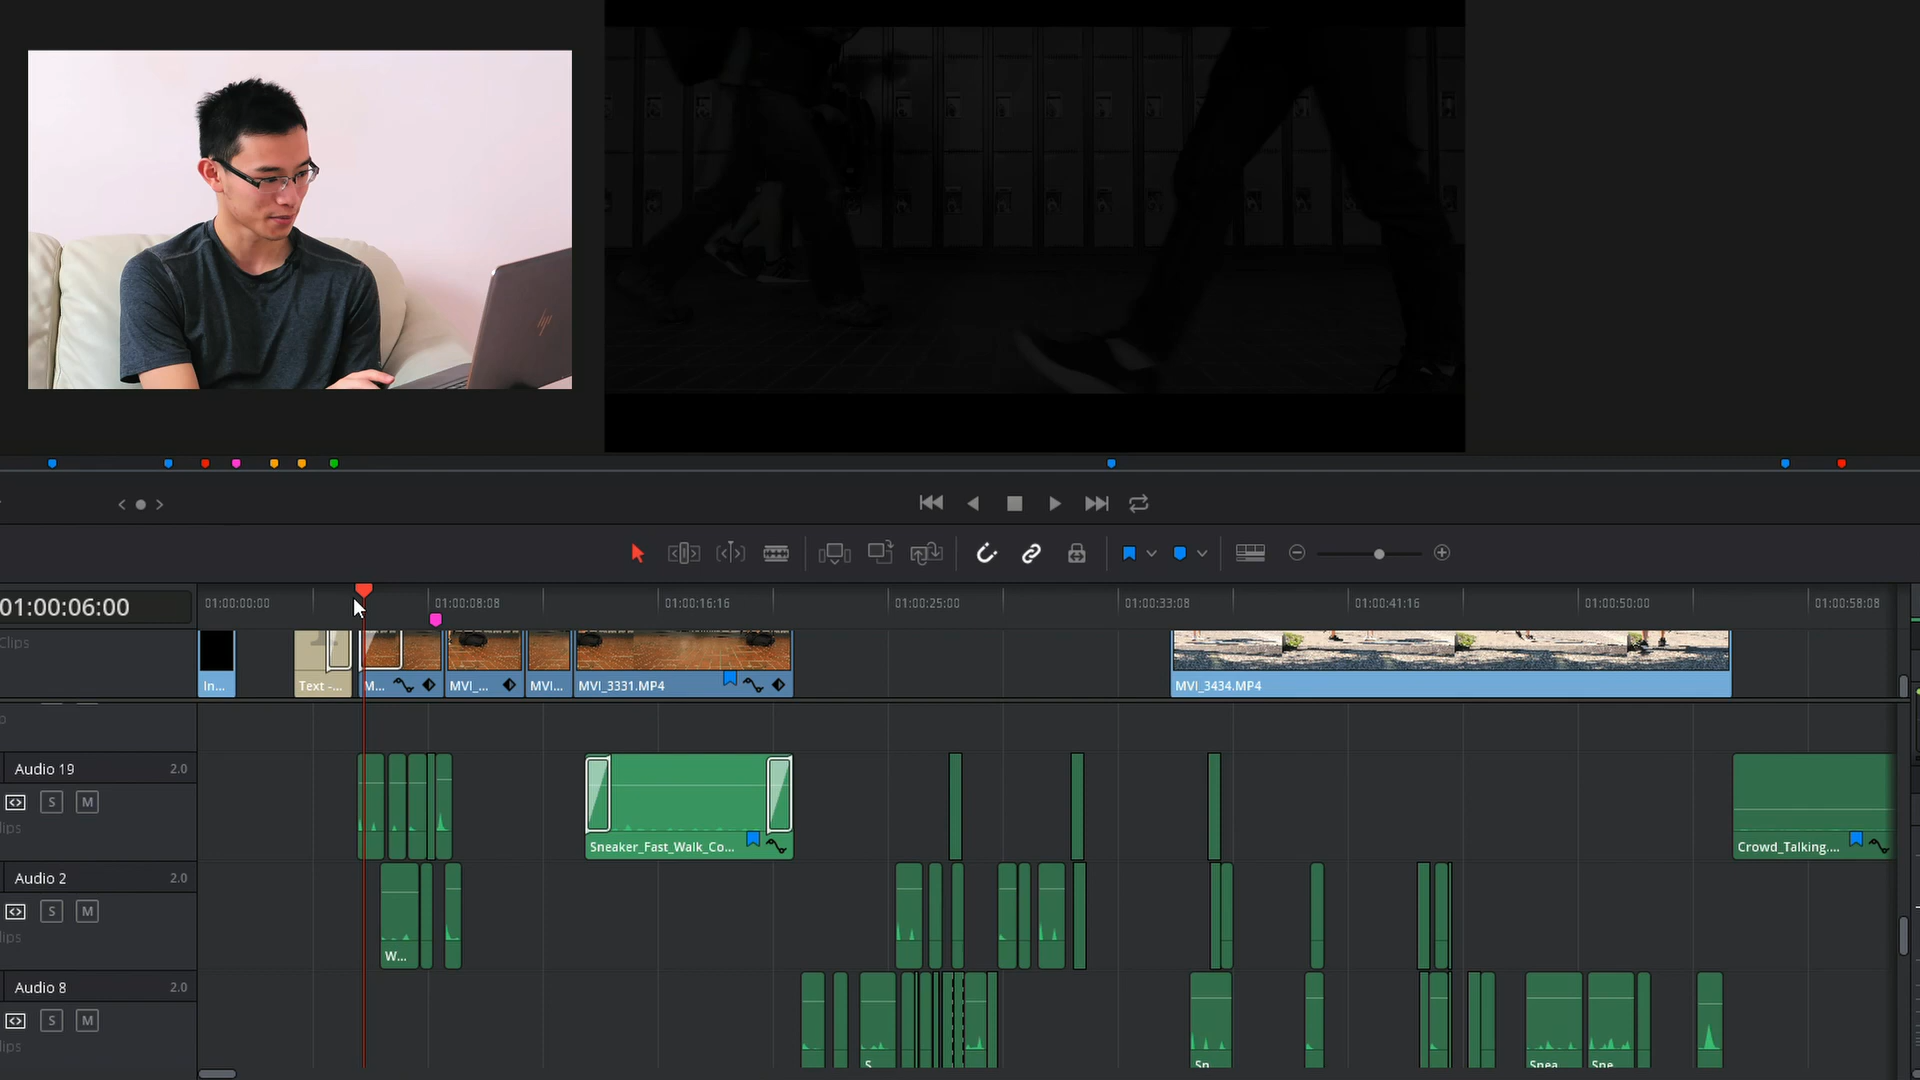 hp
01:00:06:00
01:00:00:00
01:00:08:08
01:00:16:16
01:00:25:00
01:00:33:08
01:00:41:16
01:00:50:00
01:00:58:08
Clips
In...
Text -...
M...
MVI_...
MVI...
MVI_3331.MP4
MVI_3434.MP4
Audio 19
2.0
S
M
lips
Sneaker_Fast_Walk_Co...
Crowd_Talking....
Audio 2
2.0
S
M
lips
W...
Audio 8
2.0
S
M
lips
S
Sn
Snea
Sne